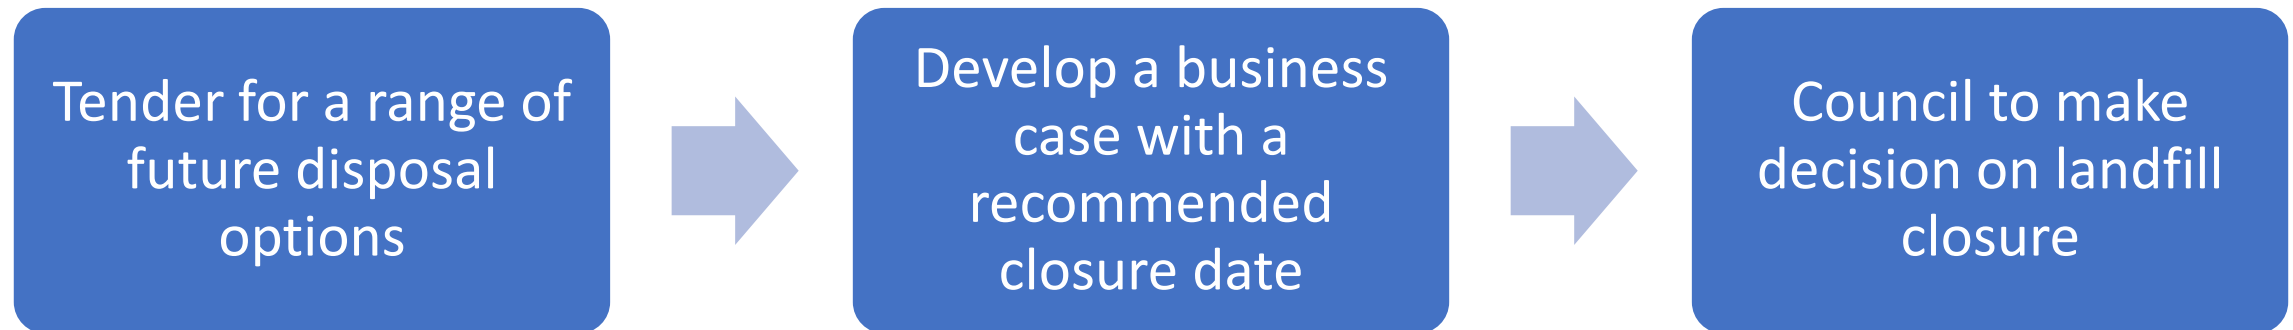 Tender for a range of
future disposal
options
Develop a business
case with a
recommended
closure date
Council to make
decision on landfill
closure